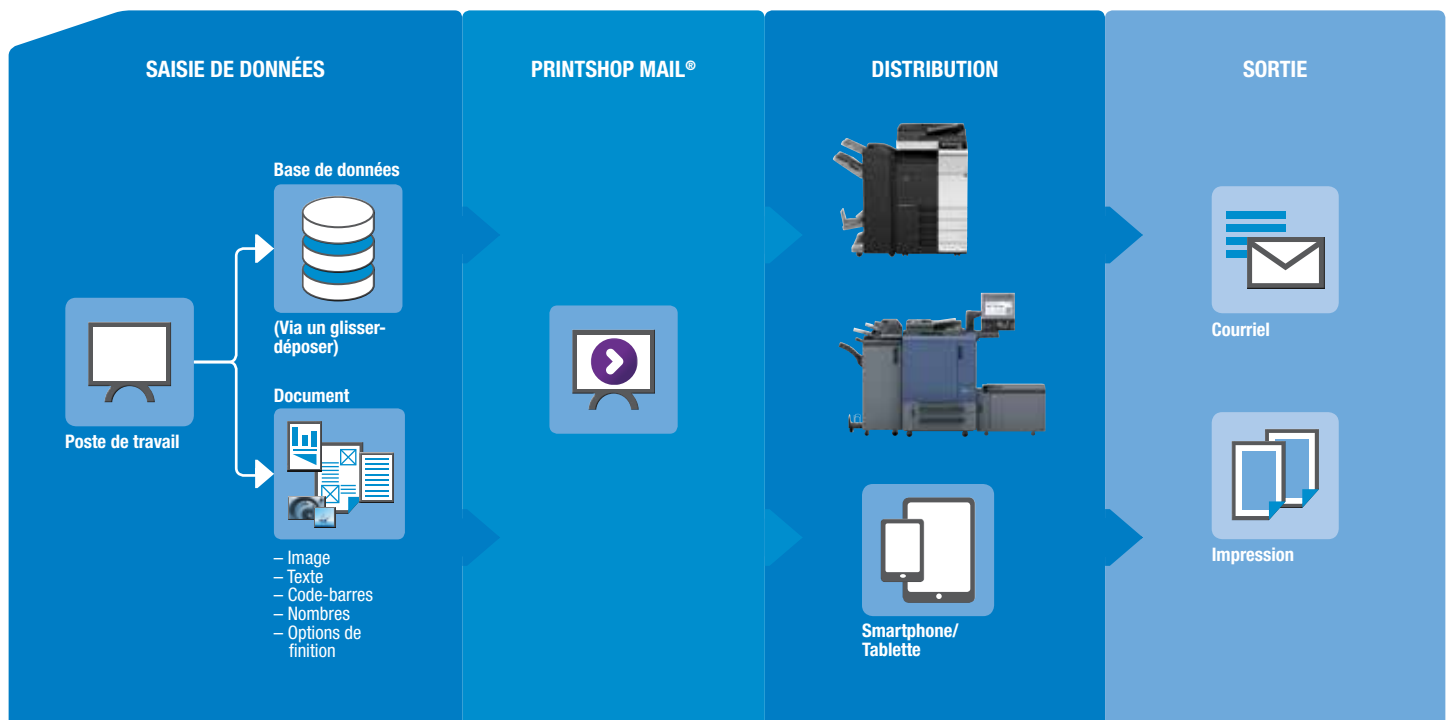 SAISIE DE DONNÉES
PRINTSHOP MAIL®
DISTRIBUTION
SORTIE
Base de données
(Via un glisser-
déposer)
Poste de travail
Document
– Image
– Texte
– Code-barres
– Nombres
– Options de
finition
Smartphone/
Tablette
Courriel
Impression